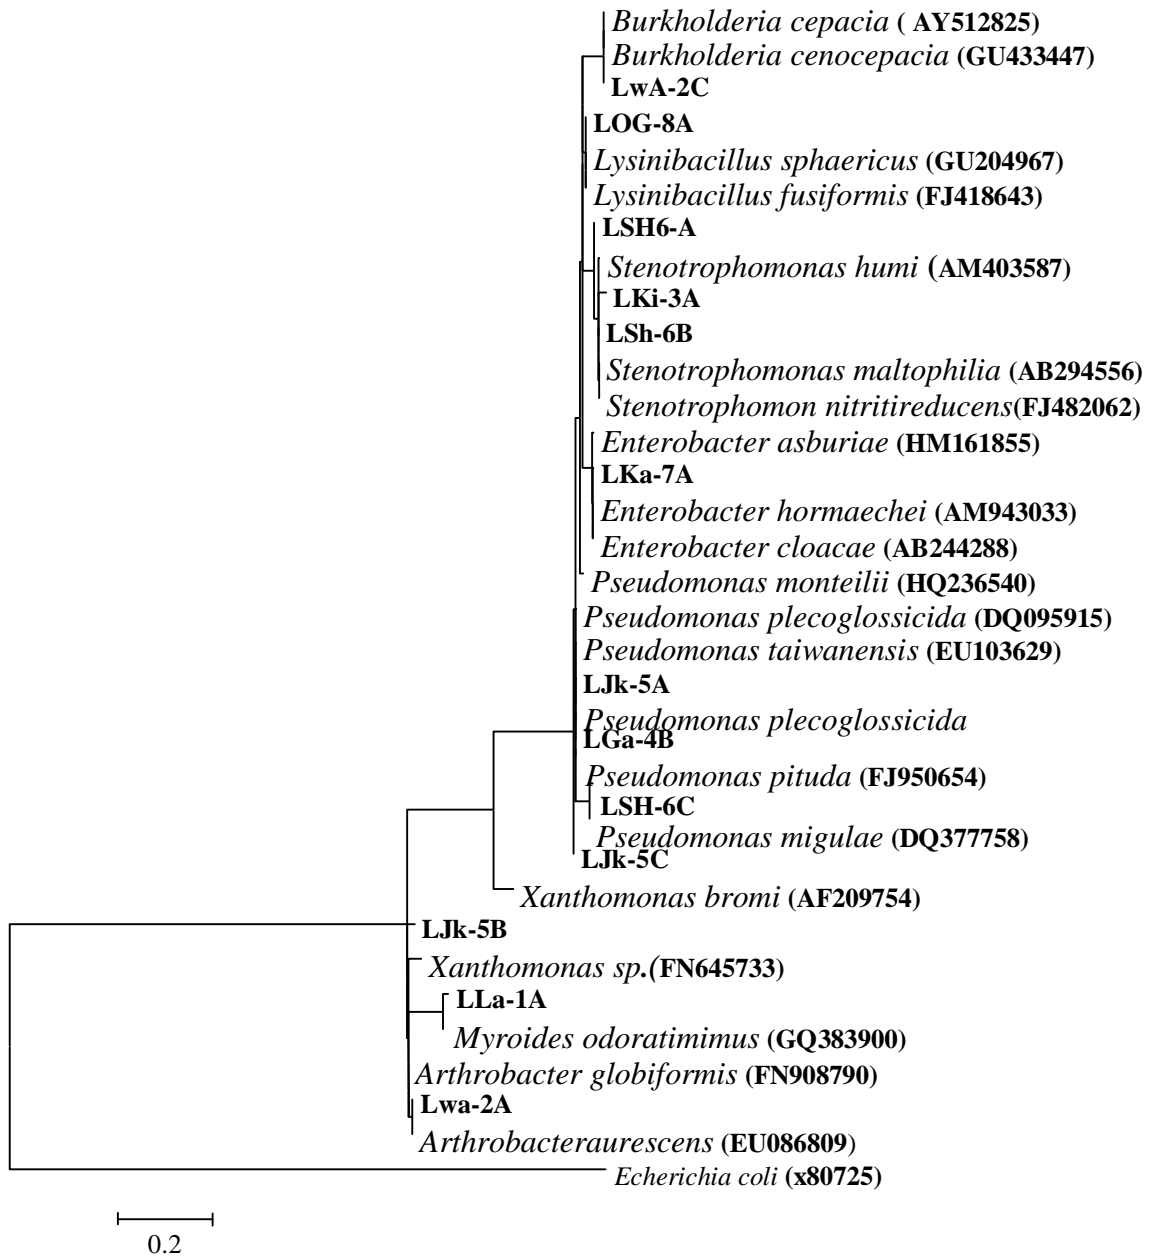 Burkholderia cepacia ( AY512825)
Burkholderia cenocepacia (GU433447)
LwA-2C
LOG-8A
Lysinibacillus sphaericus (GU204967)
Lysinibacillus fusiformis (FJ418643)
LSH6-A
Stenotrophomonas humi (AM403587)
LKi-3A
LSh-6B
Stenotrophomonas maltophilia (AB294556)
Stenotrophomon nitritireducens(FJ482062)
Enterobacter asburiae (HM161855)
LKa-7A
Enterobacter hormaechei (AM943033)
Enterobacter cloacae (AB244288)
Pseudomonas monteilii (HQ236540)
Pseudomonas plecoglossicida (DQ095915)
Pseudomonas taiwanensis (EU103629)
LJk-5A
Pseudomonas plecoglossicida
LGa-4B
Pseudomonas pituda (FJ950654)
LSH-6C
Pseudomonas migulae (DQ377758)
LJk-5C
Xanthomonas bromi (AF209754)
LJk-5B
Xanthomonas sp.(FN645733)
LLa-1A
Myroides odoratimimus (GQ383900)
Arthrobacter globiformis (FN908790)
Lwa-2A
Arthrobacteraurescens (EU086809)
Echerichia coli (x80725)
0.2